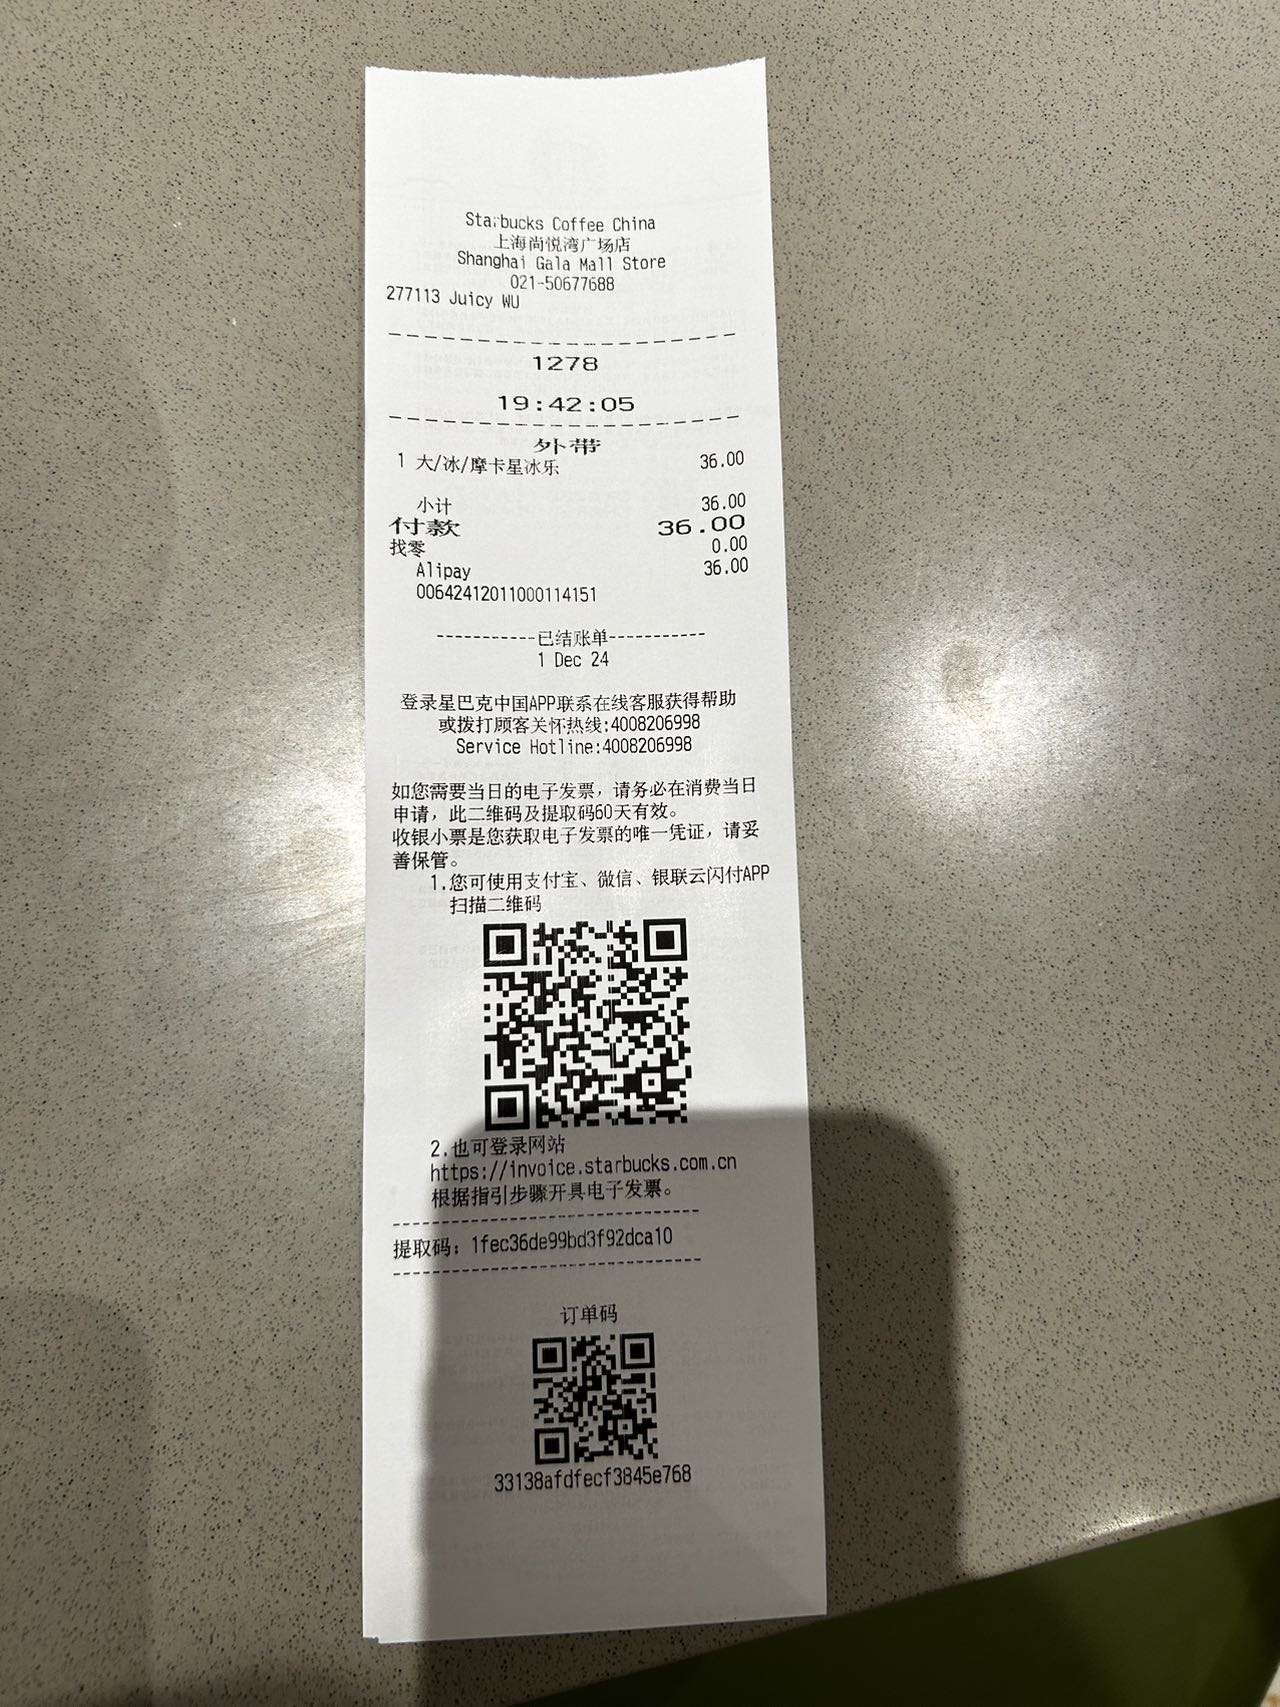 Starbucks Coffee China
上海尚悦湾广场店
Shanghai Gala Mall Store
021-50677688
277113 Juicy WU
1278
19:42:05
外带
1 大/冰/摩卡星冰乐 36.00
小计 36.00
付款 36.00
找零 0.00
Alipay 36.00
00642412011000114151
-----------已结账单-----------
1 Dec 24
登录星巴克中国APP联系在线客服获得帮助
或拨打顾客关怀热线:4008206998
Service Hotline:4008206998
如您需要当日的电子发票，请务必在消费当日
申请，此二维码及提取码60天有效。
收银小票是您获取电子发票的唯一凭证，请妥
善保管。
1.您可使用支付宝、微信、银联云闪付APP
扫描二维码
2.也可登录网站
https://invoice.starbucks.com.cn
根据指引步骤开具电子发票。
提取码：1fec36de99bd3f92dca10
订单码
33138afdfecf3845e768